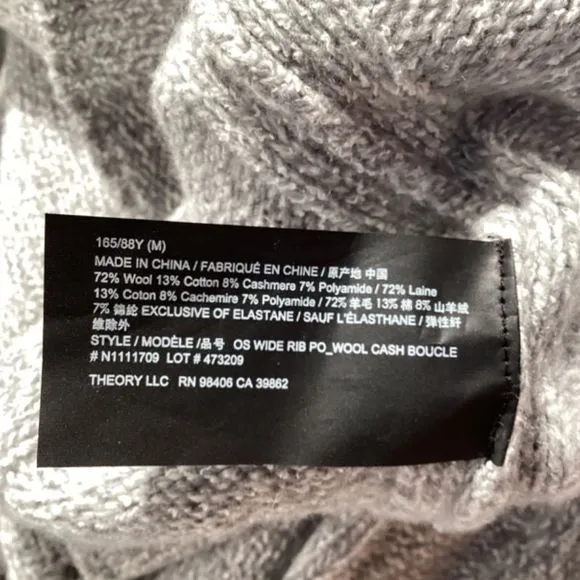 165/88Y (M)
MADE IN CHINA / FABRIQUÉ EN CHINE / 原产地 中国
72% Wool 13% Cotton 8% Cashmere 7% Polyamide / 72% Laine
13% Coton 8% Cachemire 7% Polyamide / 72% 羊毛 13% 棉 8% 山羊绒
7% 錦綸 EXCLUSIVE OF ELASTANE / SAUF L'ÉLASTHANE / 弹性纤
維除外
STYLE / MODÈLE / 品号 OS WIDE RIB PO_WOOL CASH BOUCLE
# N1111709 LOT # 473209
THEORY LLC RN 98406 CA 39862